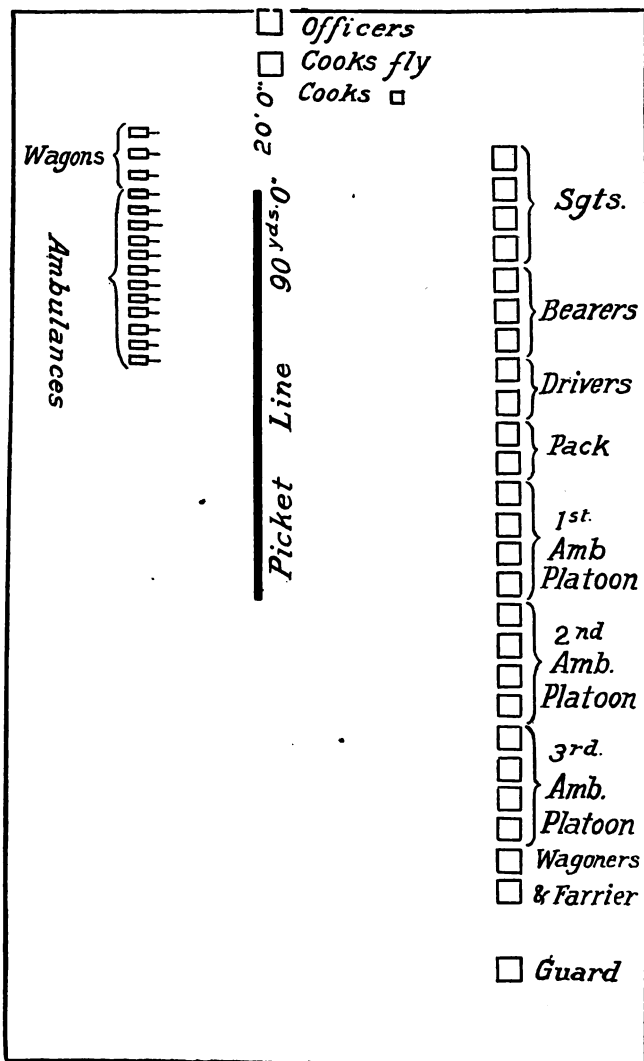 Officers
Cooks fly
Cooks
20' 0"
Wagons
Ambulances
Picket Line 90 yds. 0"
Sgts.
Bearers
Drivers
Pack
1st.
Amb
Platoon
2nd
Amb.
Platoon
3rd.
Amb.
Platoon
Wagoners
& Farrier
Guard